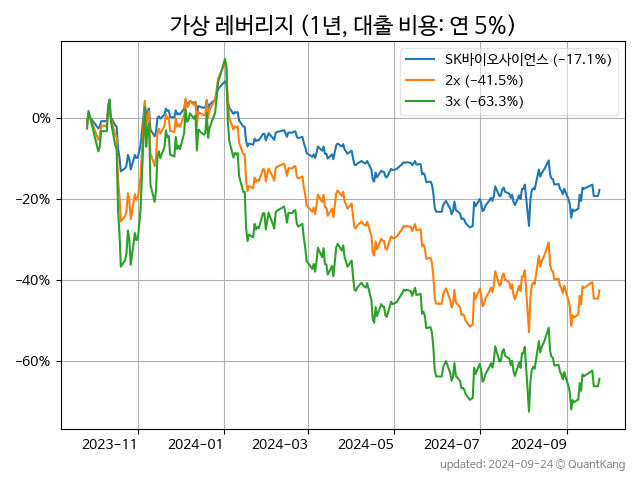 가상 레버리지 (1년, 대출 비용: 연 5%)
SK바이오사이언스 (−17.1%)
2x (−41.5%)
3x (−63.3%)
0%
−20%
−40%
−60%
2023-11 2024-01 2024-03 2024-05 2024-07 2024-09
updated: 2024-09-24 © QuantKang